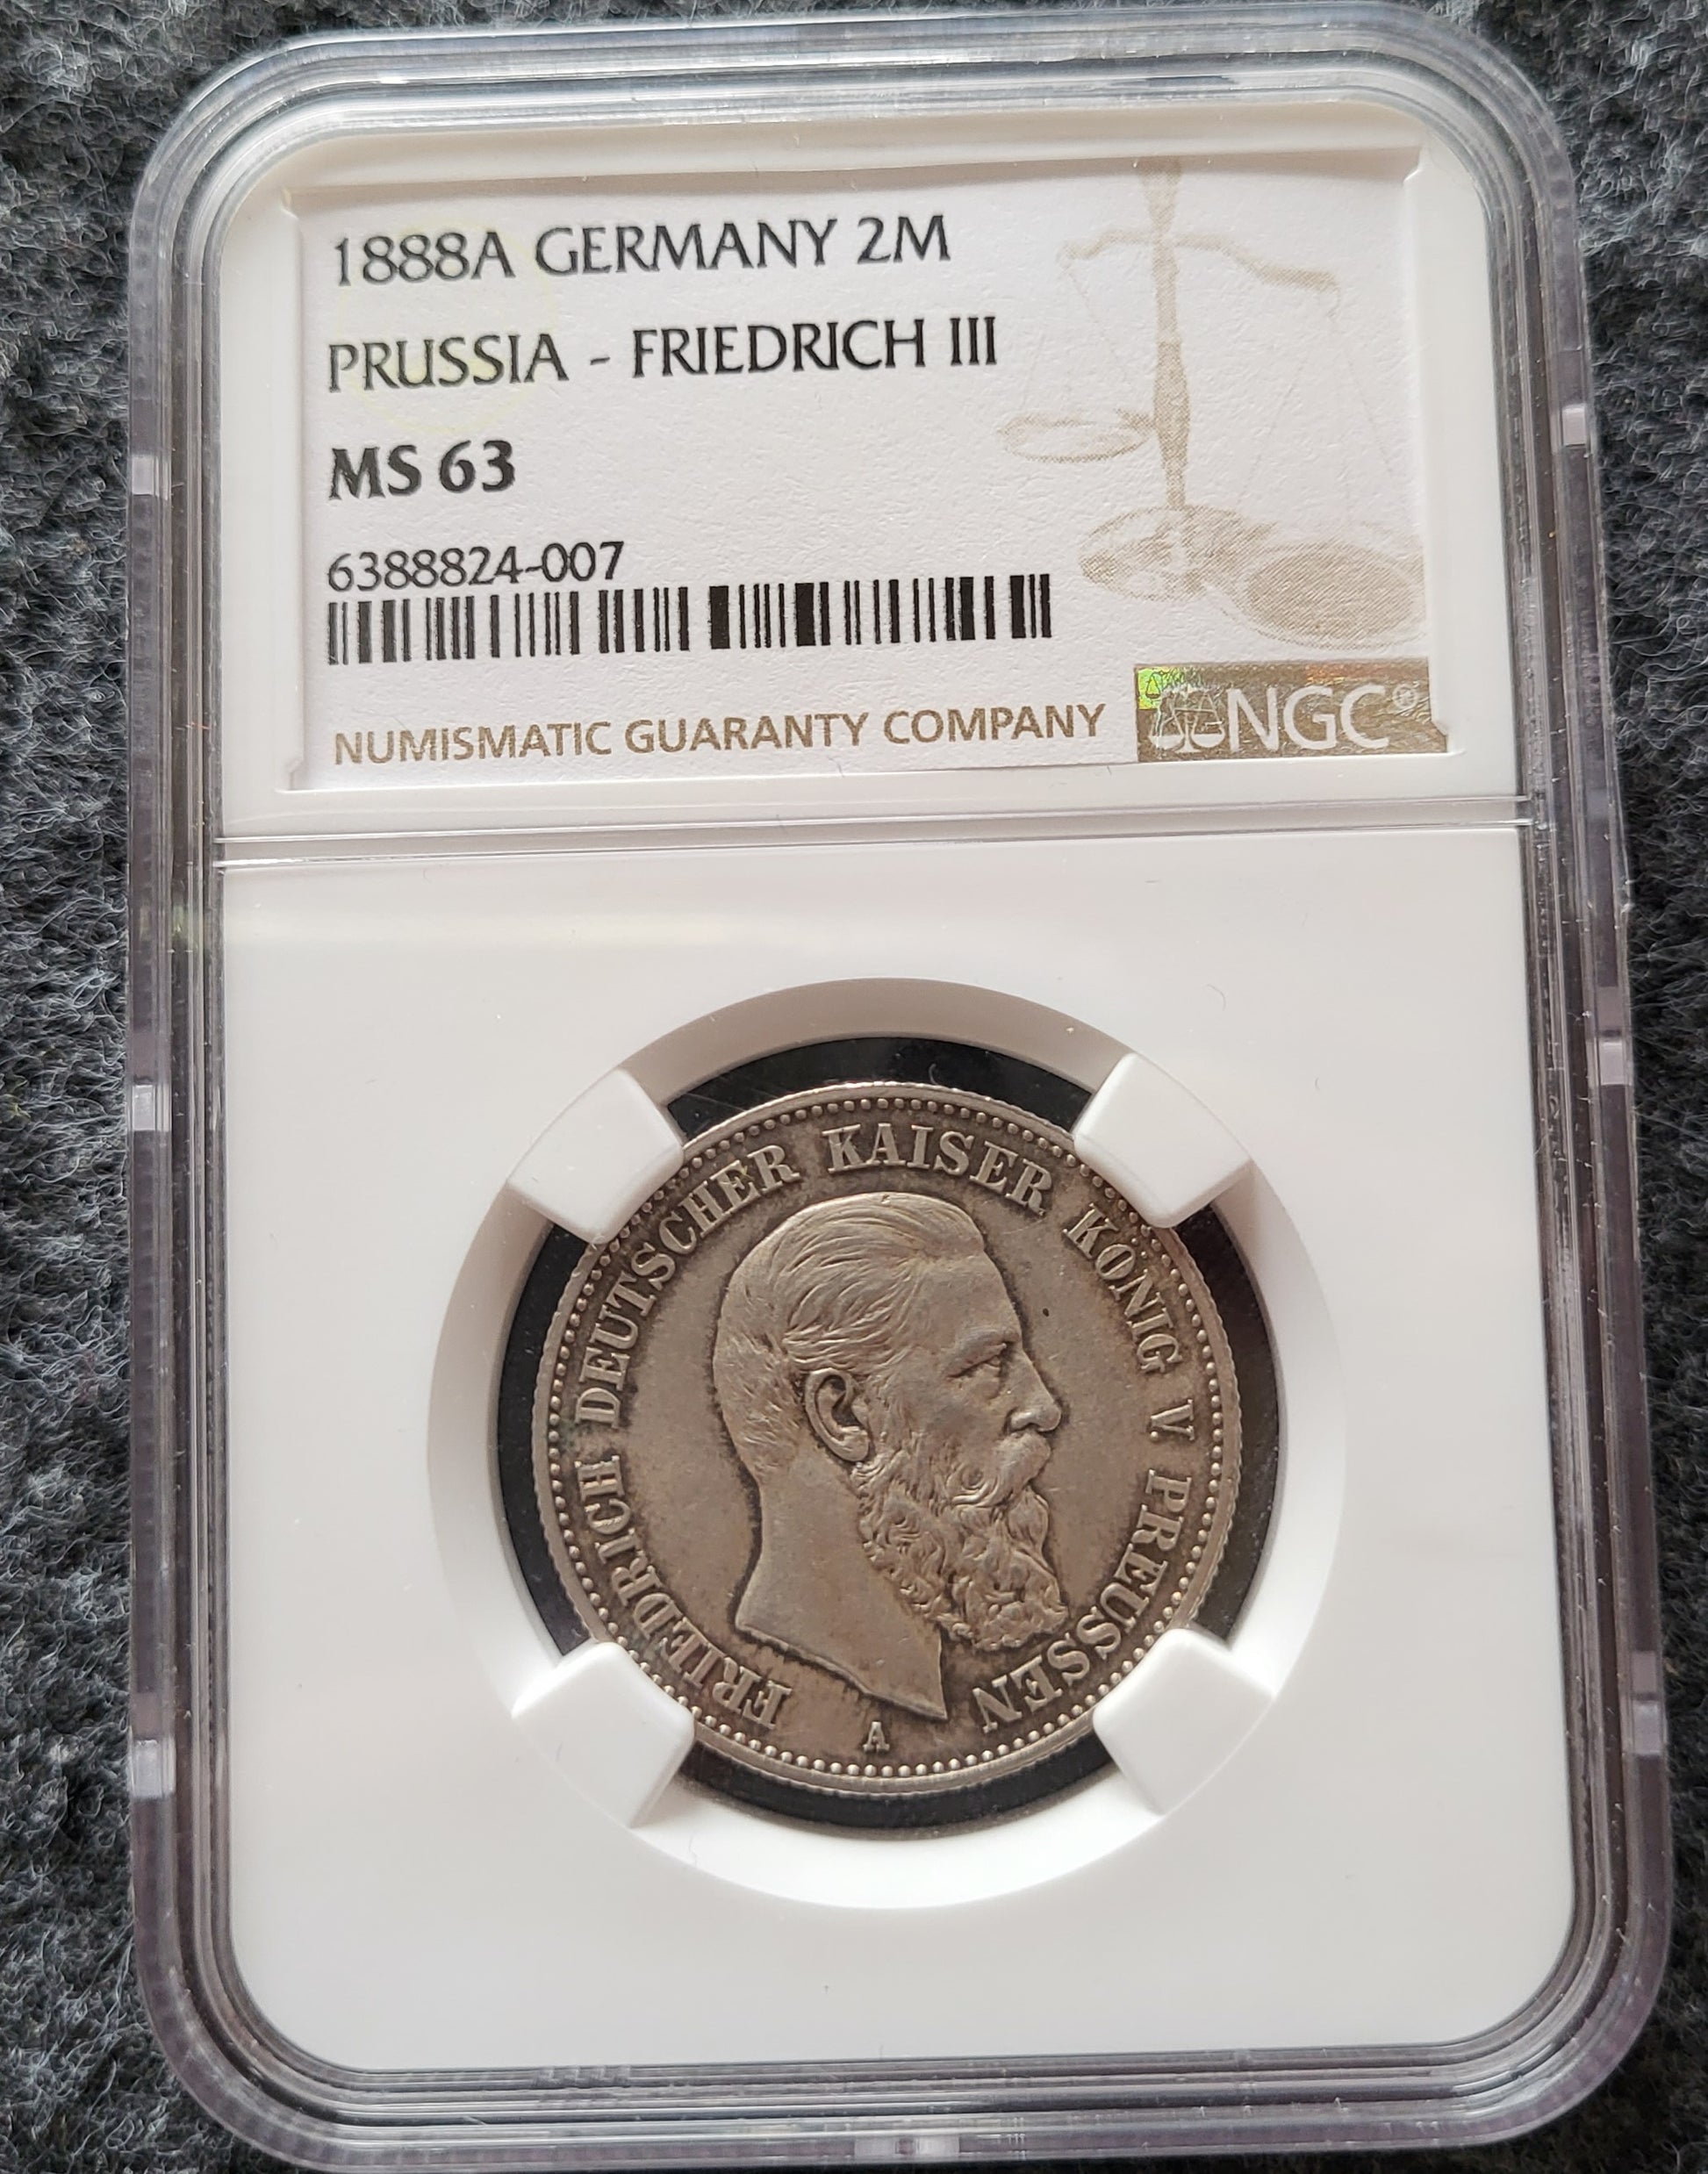 1888A GERMANY 2M
PRUSSIA - FRIEDRICH III
MS 63
6388824-007
NUMISMATIC GUARANTY COMPANY
NGC®
FRIEDRICH DEUTSCHER KAISER KÖNIG V PREUSSEN
A